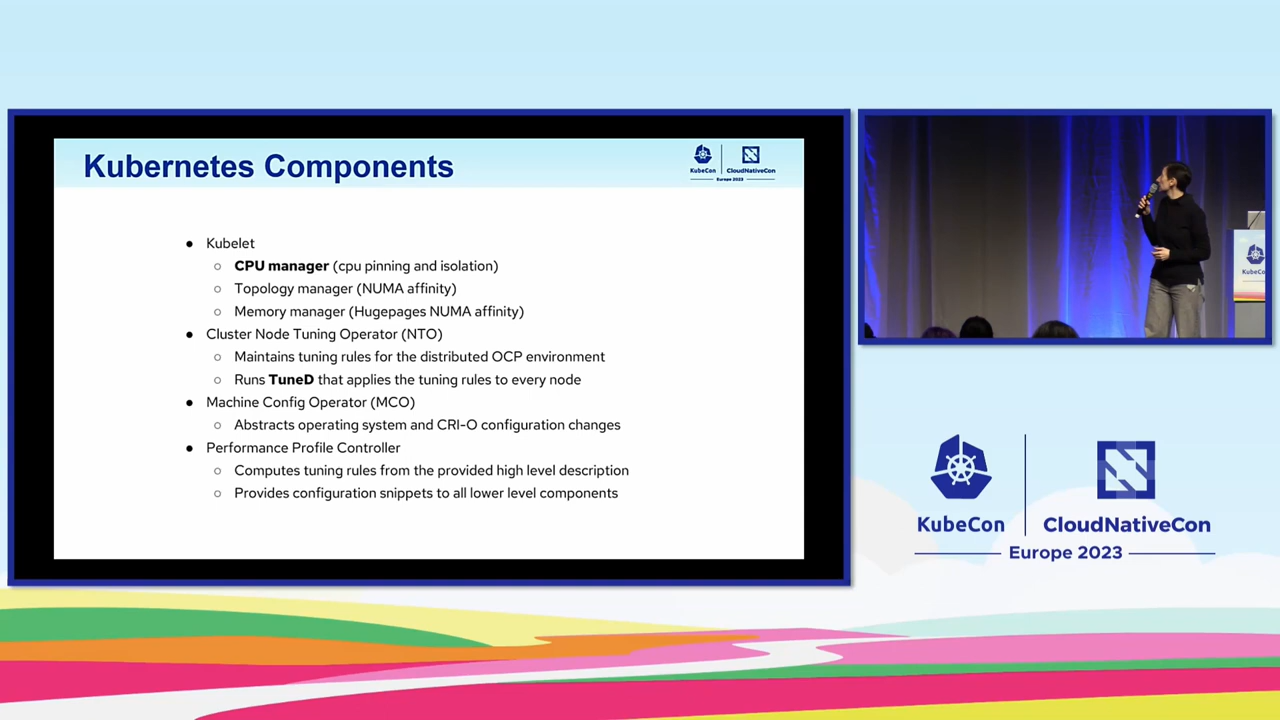 Kubernetes Components
KubeCon
CloudNativeCon
Europe 2023
● Kubelet
○ CPU manager (cpu pinning and isolation)
○ Topology manager (NUMA affinity)
○ Memory manager (Hugepages NUMA affinity)
● Cluster Node Tuning Operator (NTO)
○ Maintains tuning rules for the distributed OCP environment
○ Runs TuneD that applies the tuning rules to every node
● Machine Config Operator (MCO)
○ Abstracts operating system and CRI-O configuration changes
● Performance Profile Controller
○ Computes tuning rules from the provided high level description
○ Provides configuration snippets to all lower level components
KubeCon
CloudNativeCon
Europe 2023